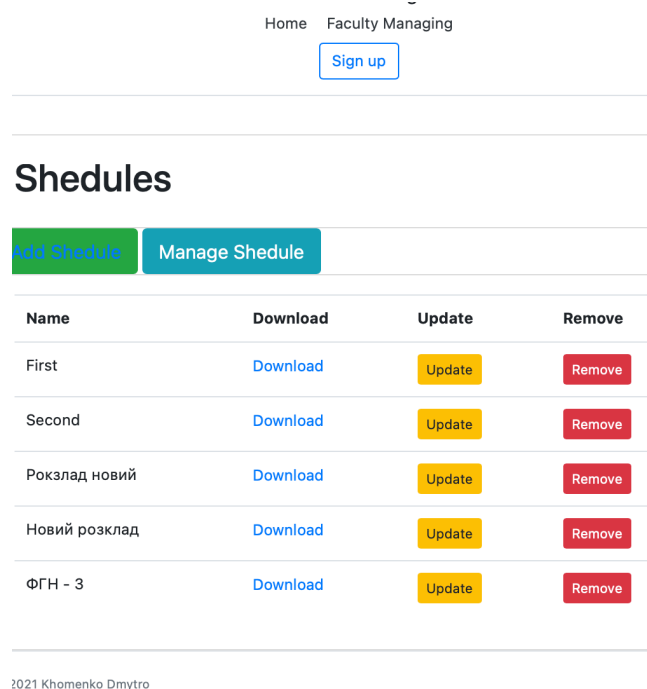 Home Faculty Managing
Sign up
Shedules
Add Shedule Manage Shedule
Name Download Update Remove
First Download Update Remove
Second Download Update Remove
Рокзлад новий Download Update Remove
Новий розклад Download Update Remove
ФГН - 3 Download Update Remove
2021 Khomenko Dmytro